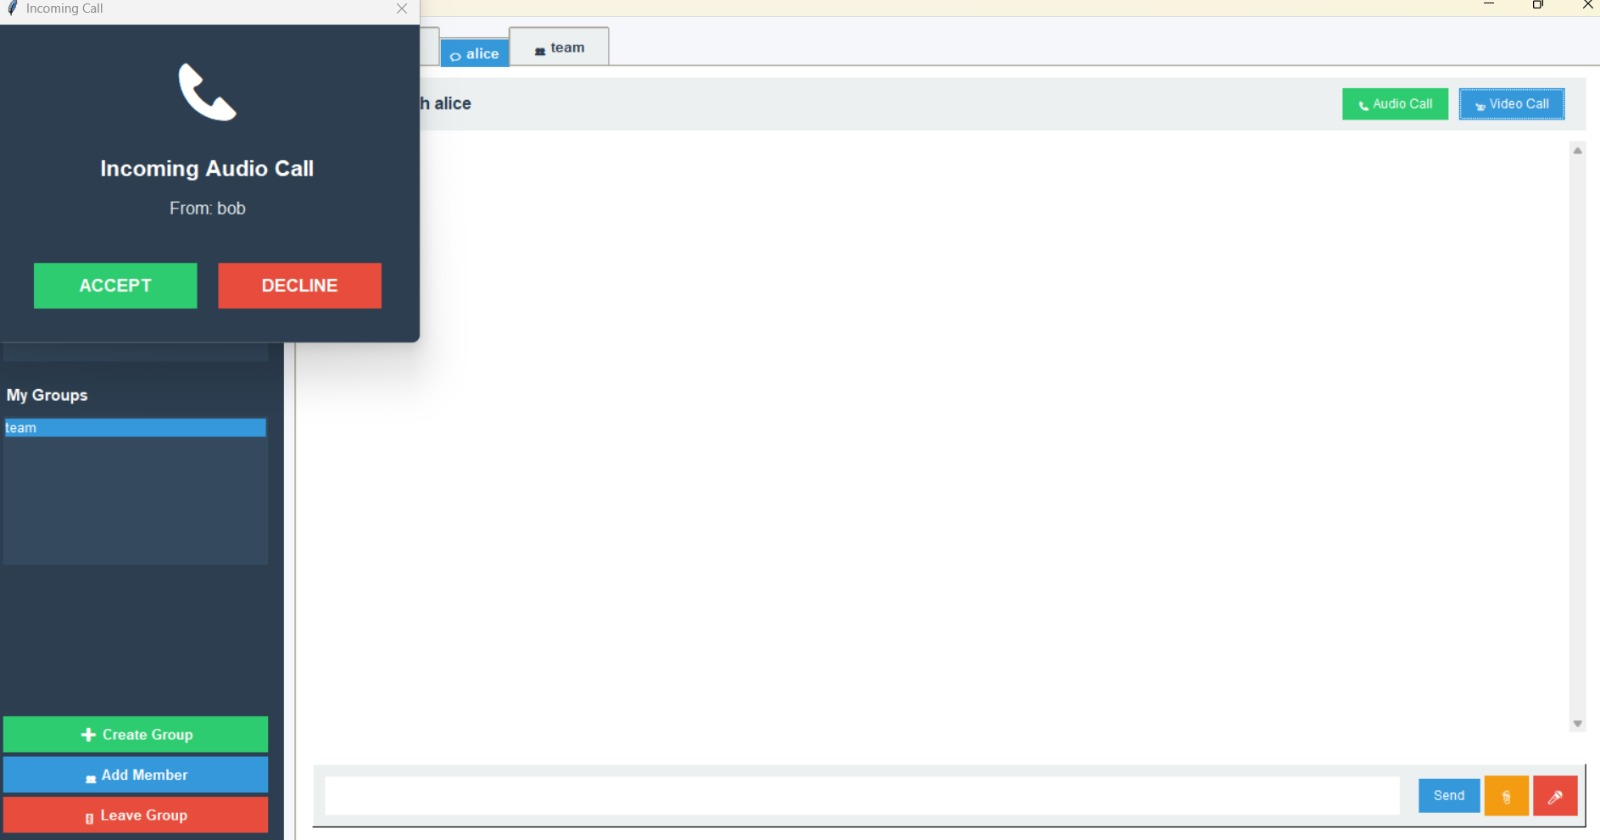 Incoming Call
alice
team
h alice
Audio Call
Video Call
Incoming Audio Call
From: bob
ACCEPT
DECLINE
My Groups
team
Create Group
Add Member
Leave Group
Send